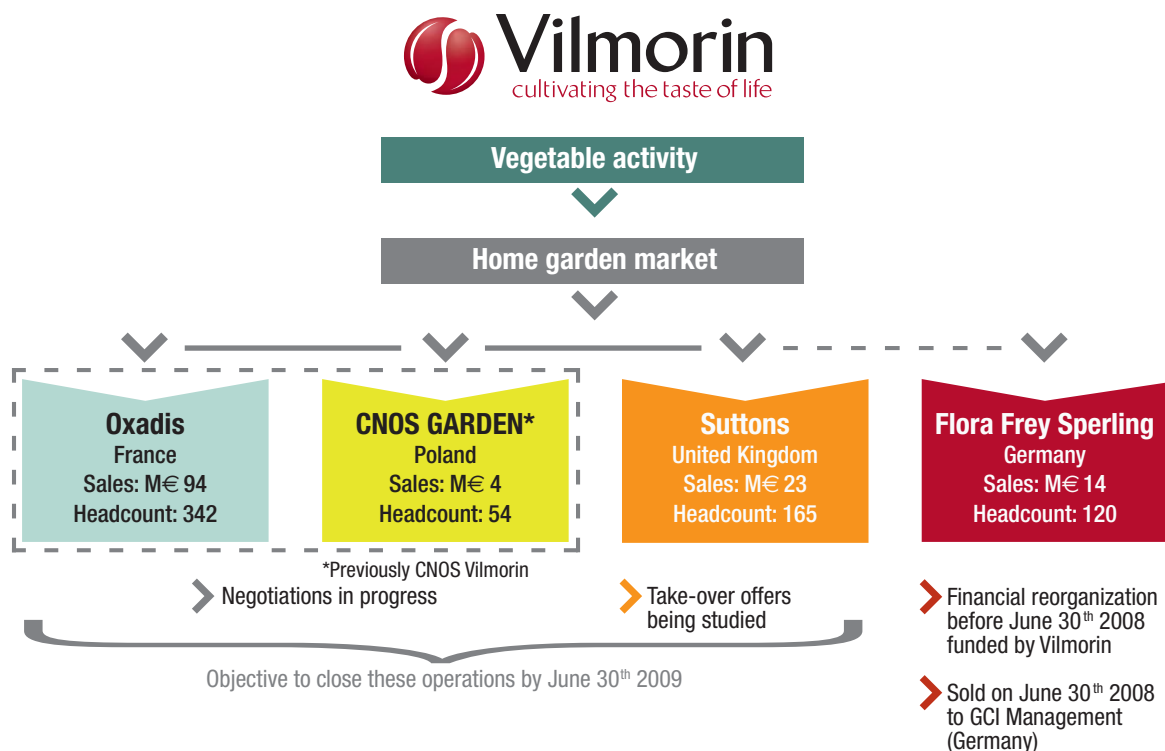 Vilmorin
cultivating the taste of life
Vegetable activity
Home garden market
Oxadis
France
Sales: M€ 94
Headcount: 342
CNOS GARDEN*
Poland
Sales: M€ 4
Headcount: 54
Suttons
United Kingdom
Sales: M€ 23
Headcount: 165
Flora Frey Sperling
Germany
Sales: M€ 14
Headcount: 120
*Previously CNOS Vilmorin
Negotiations in progress
Take-over offers
being studied
Financial reorganization
before June 30th 2008
funded by Vilmorin
Objective to close these operations by June 30th 2009
Sold on June 30th 2008
to GCI Management
(Germany)